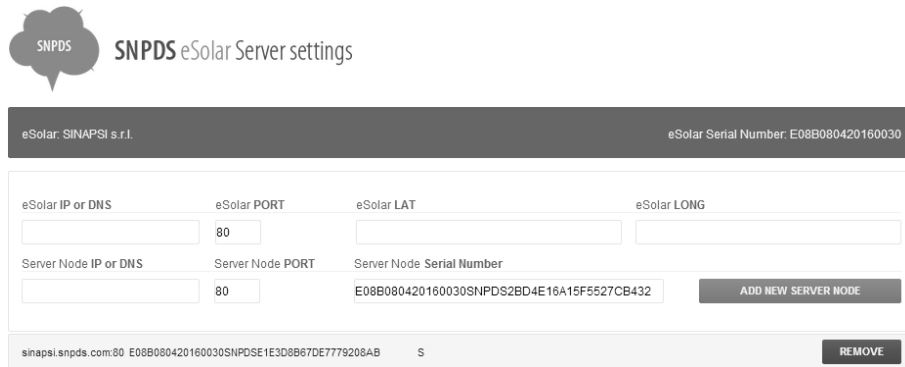 SNPDS
SNPDS eSolar Server settings
eSolar: SINAPSI s.r.l. eSolar Serial Number: E08B080420160030
eSolar IP or DNS eSolar PORT eSolar LAT eSolar LONG
80
Server Node IP or DNS Server Node PORT Server Node Serial Number
80 E08B080420160030SNPDS2BD4E16A15F5527CB432 ADD NEW SERVER NODE
sinapsi.snpds.com:80 E08B080420160030SNPDSE1E3D8B67DE7779208AB S REMOVE